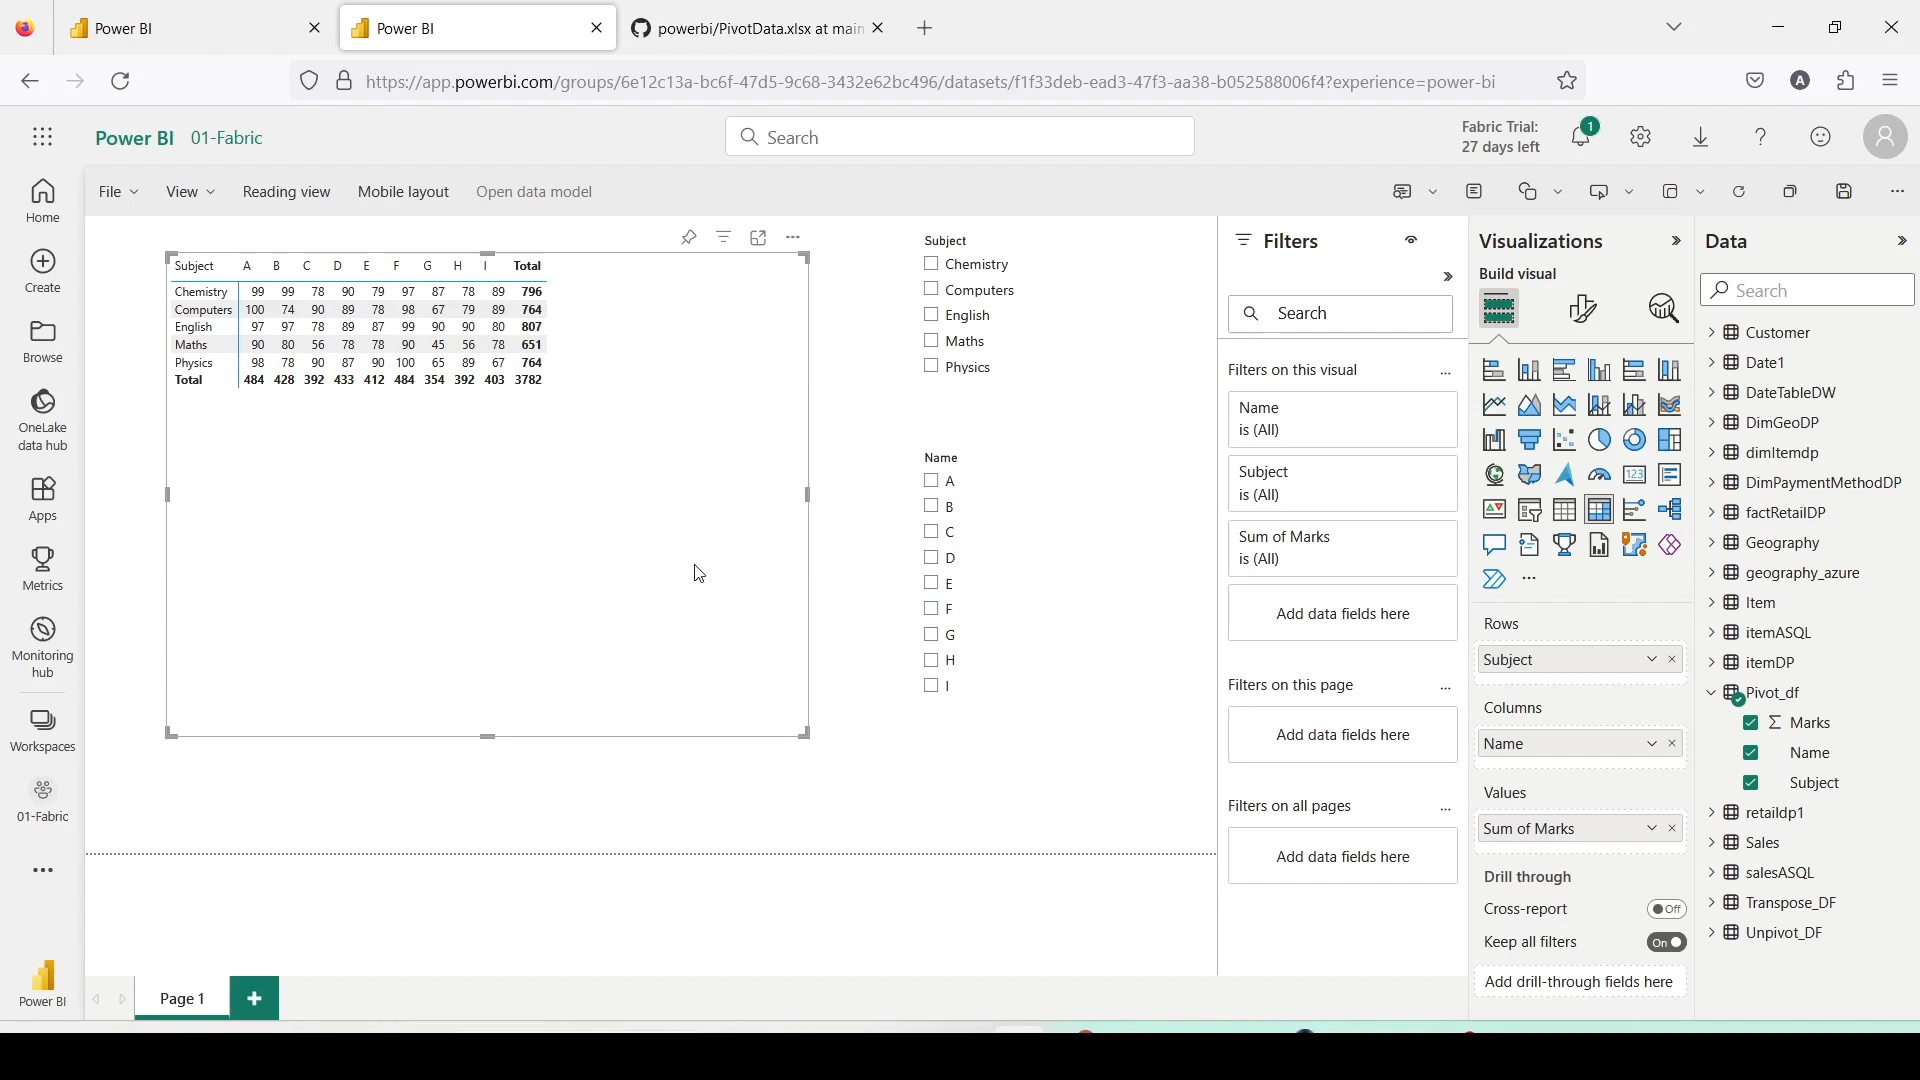 Power BI
Power BI
powerbi/PivotData.xlsx at main
https://app.powerbi.com/groups/6e12c13a-bc6f-47d5-9c68-3432e62bc496/datasets/f1f33deb-ead3-47f3-aa38-b052588006f4?experience=power-bi
A
Power BI 01-Fabric
Search
Fabric Trial:
27 days left
1
File View Reading view Mobile layout Open data model
Home
Create
Browse
OneLake
data hub
Apps
Metrics
Monitoring
hub
Workspaces
01-Fabric
Power BI
Subject A B C D E F G H I Total
Chemistry 99 99 78 90 79 97 87 78 89 796
Computers 100 74 90 89 78 98 67 79 89 764
English 97 97 78 89 87 99 90 90 80 807
Maths 90 80 56 78 78 90 45 56 78 651
Physics 98 78 90 87 90 100 65 89 67 764
Total 484 428 392 433 412 484 354 392 403 3782
Subject
Chemistry
Computers
English
Maths
Physics
Name
A
B
C
D
E
F
G
H
I
Page 1
Filters
Search
Filters on this visual
Name
is (All)
Subject
is (All)
Sum of Marks
is (All)
Add data fields here
Filters on this page
Add data fields here
Filters on all pages
Add data fields here
Visualizations
Build visual
123
Rows
Subject
Columns
Name
Values
Sum of Marks
Drill through
Cross-report Off
Keep all filters On
Add drill-through fields here
Data
Search
Customer
Date1
DateTableDW
DimGeoDP
dimItemdp
DimPaymentMethodDP
factRetailDP
Geography
geography_azure
Item
itemASQL
itemDP
Pivot_df
Marks
Name
Subject
retaildp1
Sales
salesASQL
Transpose_DF
Unpivot_DF